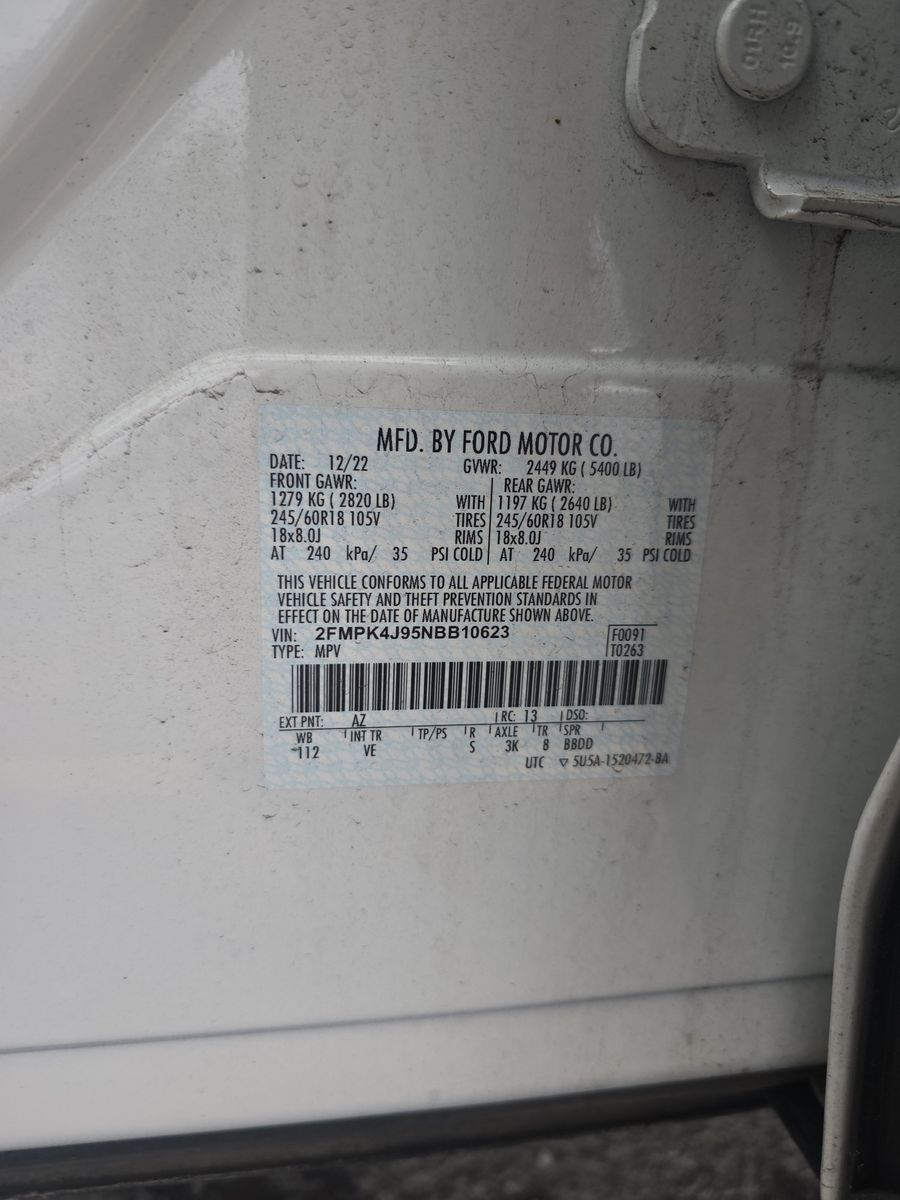 01RH
10.9
MFD. BY FORD MOTOR CO.
DATE: 12/22 GVWR: 2449 KG ( 5400 LB)
FRONT GAWR: REAR GAWR:
1279 KG ( 2820 LB) WITH 1197 KG ( 2640 LB) WITH
245/60R18 105V TIRES 245/60R18 105V TIRES
18x8.0J RIMS 18x8.0J RIMS
AT 240 kPa/ 35 PSI COLD AT 240 kPa/ 35 PSI COLD
THIS VEHICLE CONFORMS TO ALL APPLICABLE FEDERAL MOTOR
VEHICLE SAFETY AND THEFT PREVENTION STANDARDS IN
EFFECT ON THE DATE OF MANUFACTURE SHOWN ABOVE.
VIN: 2FMPK4J95NBB10623 F0091
TYPE: MPV T0263
EXT PNT: AZ RC: 13 DSO:
WB INT TR TP/PS R AXLE TR SPR
*112 VE S 3K 8 BBDD
UTC ▽ 5U5A-1520472-BA